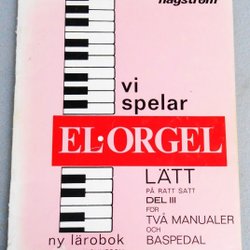 hagström
vi
spelar
EL·ORGEL
LÄTT
PÅ RÄTT SÄTT
DEL III
FÖR
TVÅ MANUALER
OCH
BASPEDAL
ny lärobok